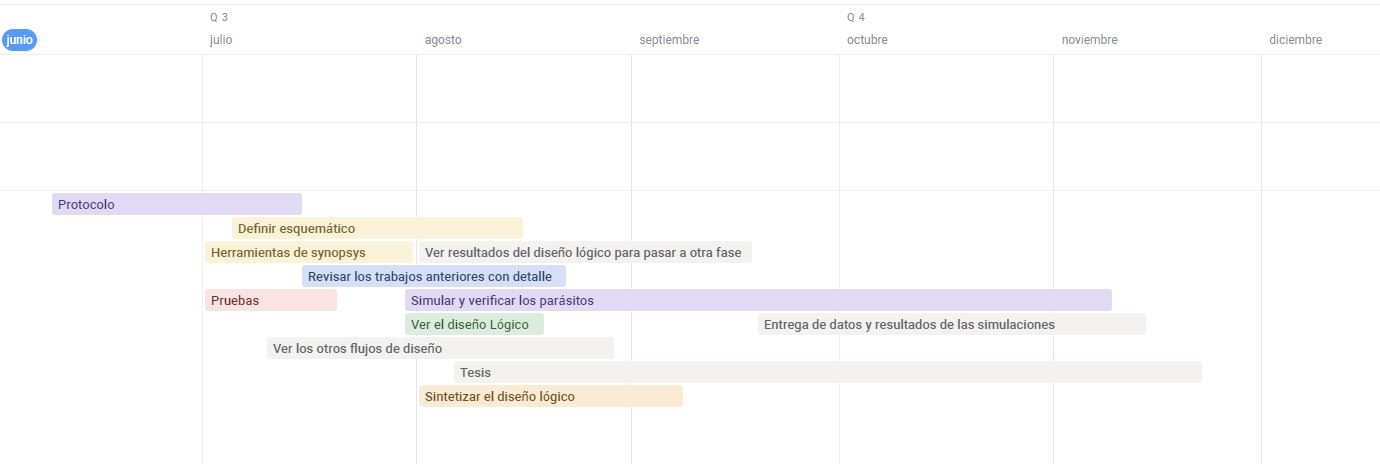 Q 3
Q 4
junio
julio
agosto
septiembre
octubre
noviembre
diciembre
Protocolo
Definir esquemático
Herramientas de synopsys
Ver resultados del diseño lógico para pasar a otra fase
Revisar los trabajos anteriores con detalle
Pruebas
Simular y verificar los parásitos
Ver el diseño Lógico
Entrega de datos y resultados de las simulaciones
Ver los otros flujos de diseño
Tesis
Sintetizar el diseño lógico